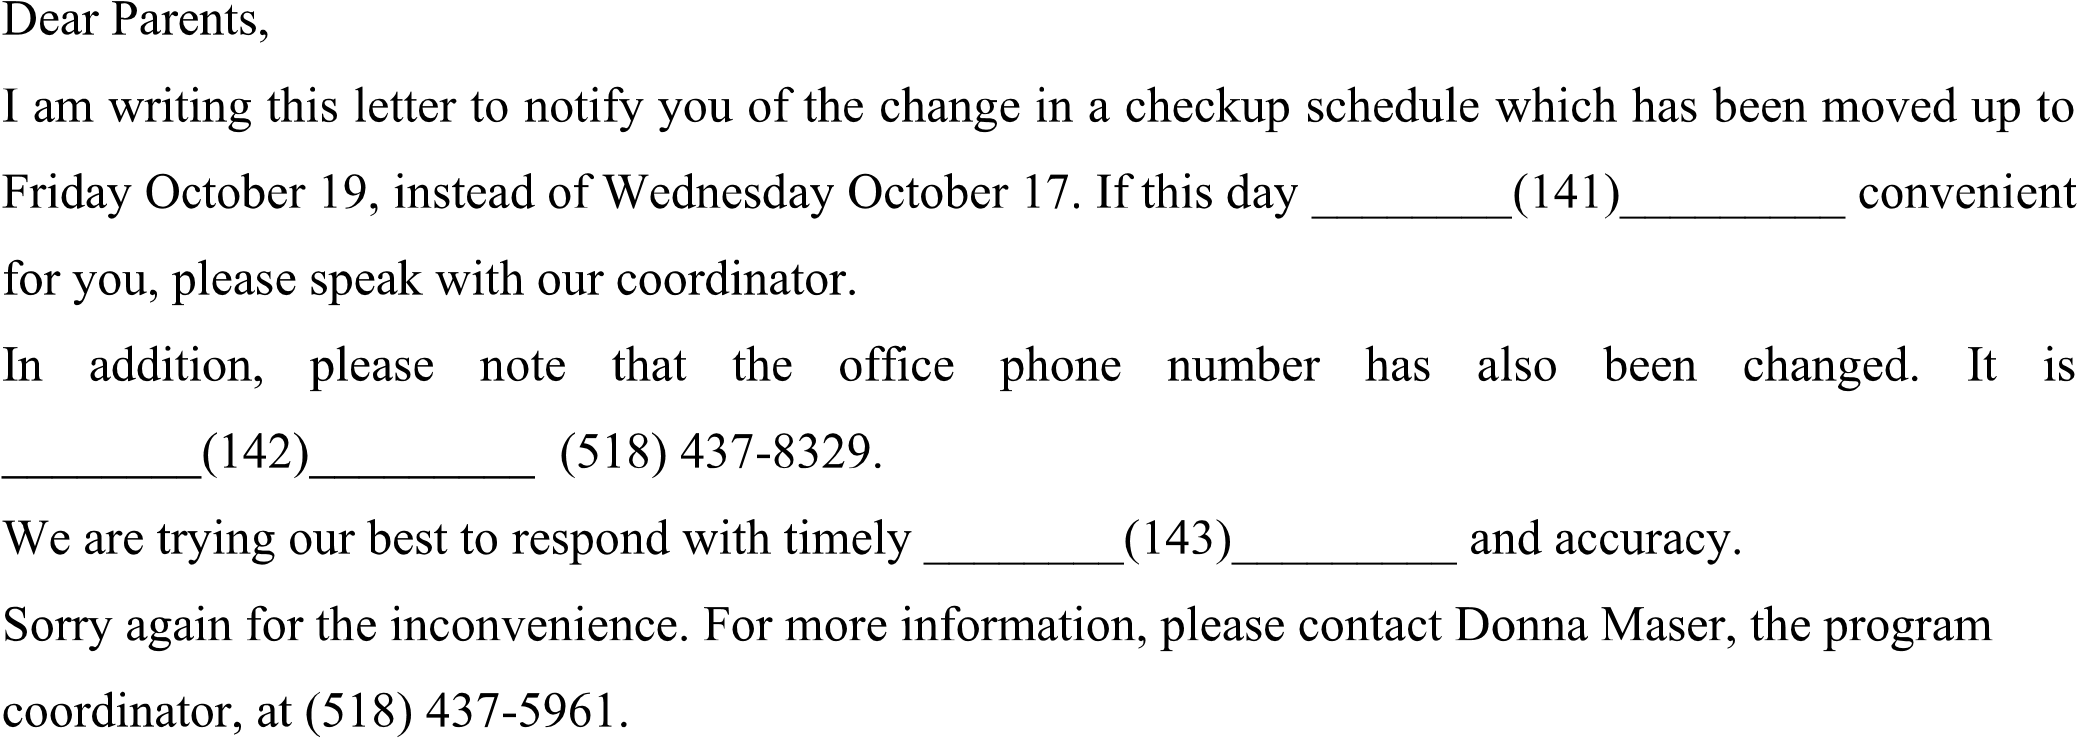 Dear Parents,
I am writing this letter to notify you of the change in a checkup schedule which has been moved up to
Friday October 19, instead of Wednesday October 17. If this day ________(141)_________ convenient
for you, please speak with our coordinator.
In addition, please note that the office phone number has also been changed. It is
________(142)_________ (518) 437-8329.
We are trying our best to respond with timely ________(143)_________ and accuracy.
Sorry again for the inconvenience. For more information, please contact Donna Maser, the program
coordinator, at (518) 437-5961.